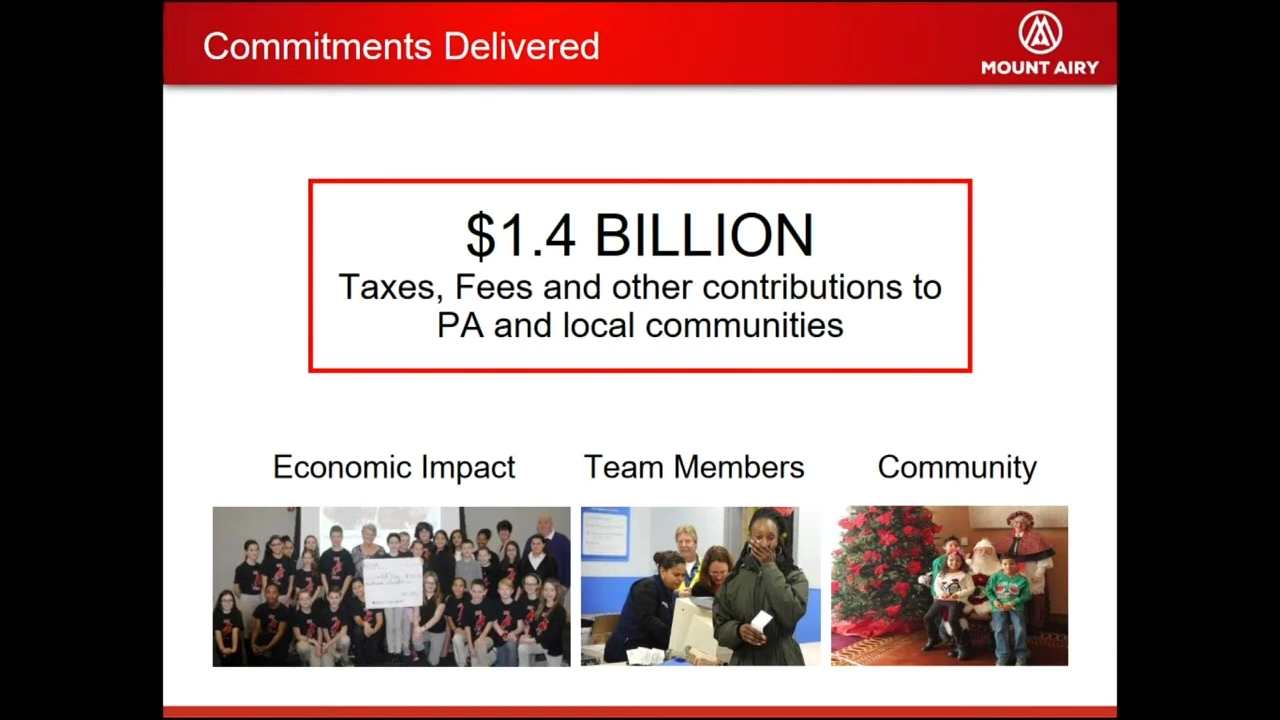 Commitments Delivered
MOUNT AIRY
$1.4 BILLION
Taxes, Fees and other contributions to
PA and local communities
Economic Impact
Team Members
Community